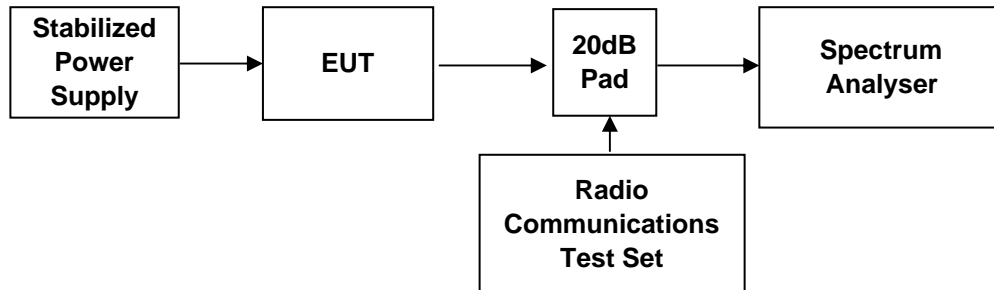 Stabilized
Power
Supply
EUT
20dB
Pad
Spectrum
Analyser
Radio
Communications
Test Set